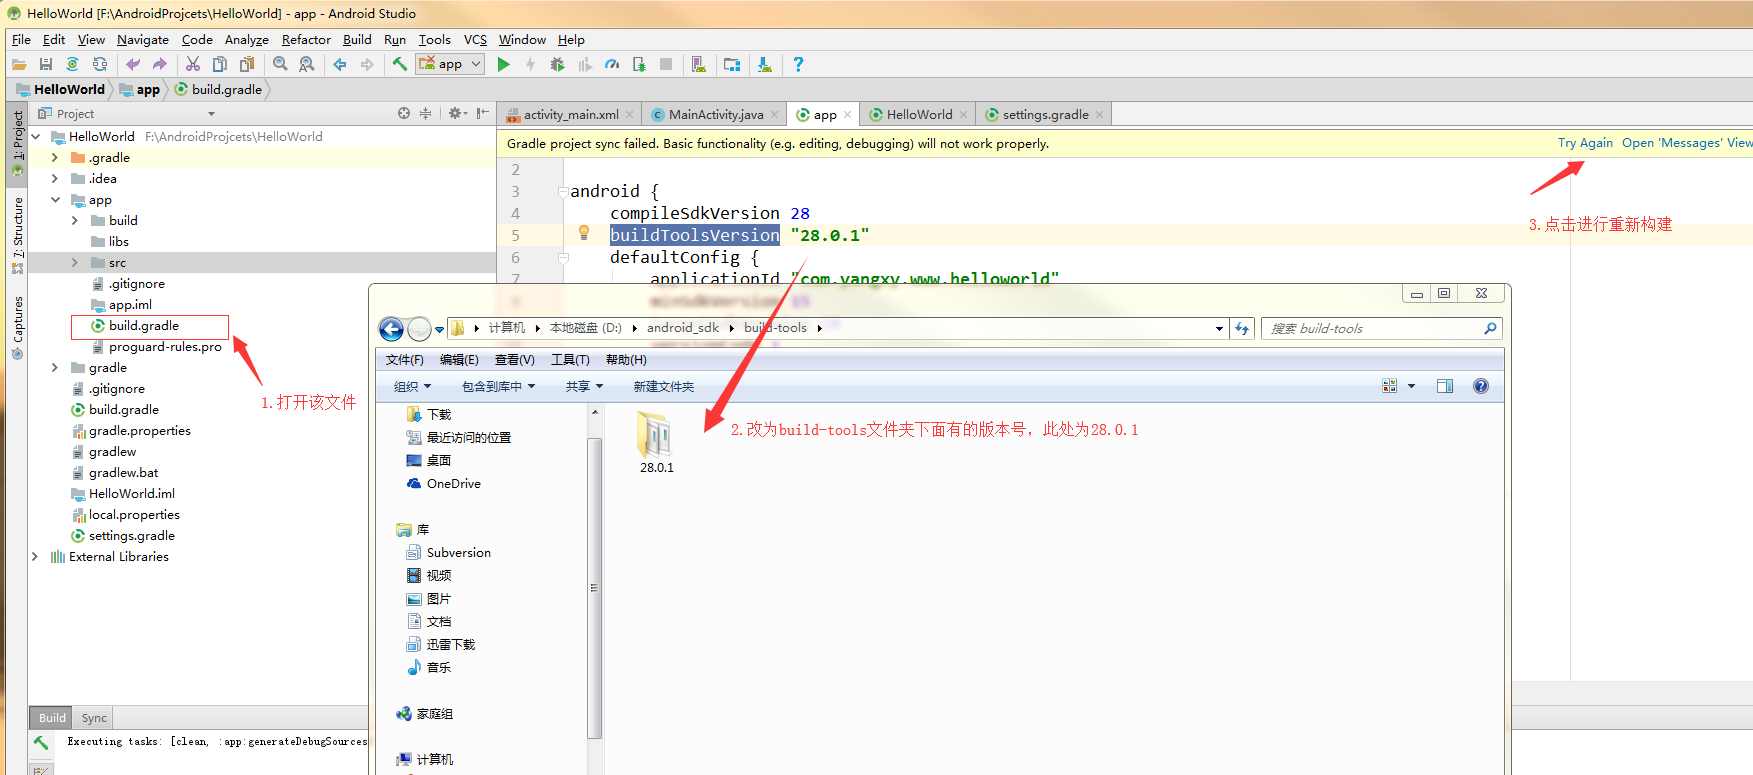 HelloWorld [F:\AndroidProjcets\HelloWorld] - app - Android Studio
File Edit View Navigate Code Analyze Refactor Build Run Tools VCS Window Help
app
HelloWorld app build.gradle
1: Project
7: Structure
Captures
Project
HelloWorld F:\AndroidProjcets\HelloWorld
.gradle
.idea
app
build
libs
src
.gitignore
app.iml
build.gradle
proguard-rules.pro
gradle
.gitignore
build.gradle
gradle.properties
gradlew
gradlew.bat
HelloWorld.iml
local.properties
settings.gradle
External Libraries
1.打开该文件
activity_main.xml MainActivity.java app HelloWorld settings.gradle
Gradle project sync failed. Basic functionality (e.g. editing, debugging) will not work properly. Try Again Open 'Messages' View
2
3 android {
4 compileSdkVersion 28
5 buildToolsVersion "28.0.1"
6 defaultConfig {
7 applicationId "com.yangxy.www.helloworld"
3.点击进行重新构建
计算机 本地磁盘 (D:) android_sdk build-tools
搜索 build-tools
文件(F) 编辑(E) 查看(V) 工具(T) 帮助(H)
组织 包含到库中 共享 新建文件夹
下载
最近访问的位置
桌面
OneDrive
库
Subversion
视频
图片
文档
迅雷下载
音乐
家庭组
计算机
28.0.1
2.改为build-tools文件夹下面有的版本号，此处为28.0.1
Build Sync
Executing tasks: [clean, :app:generateDebugSources